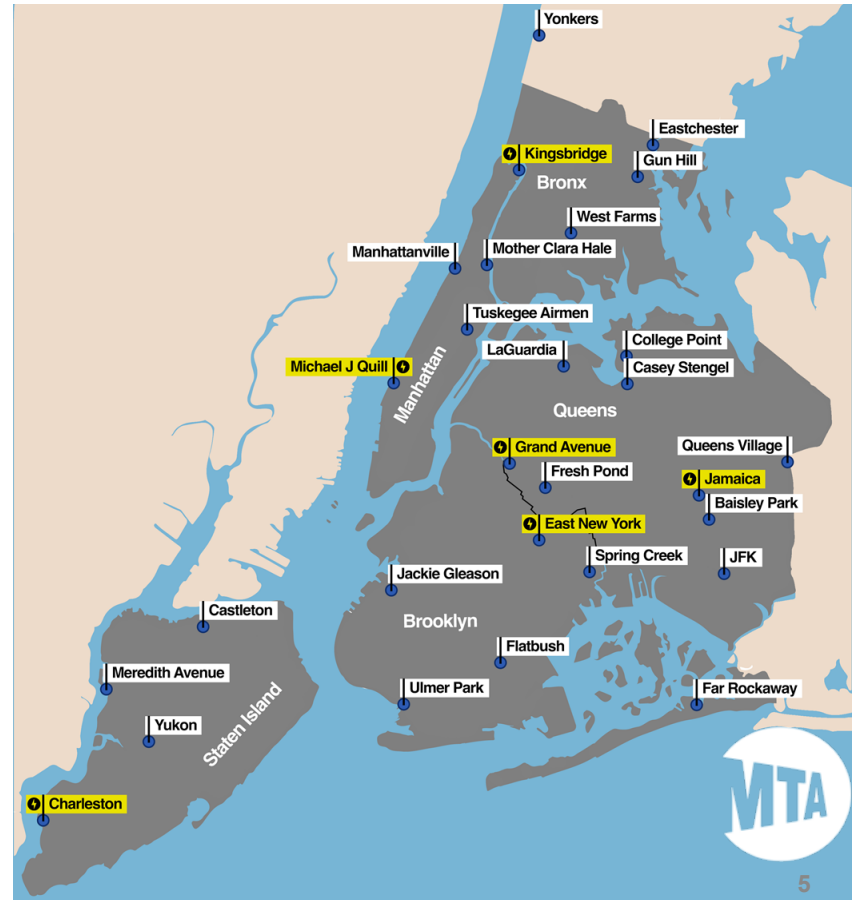 Yonkers
Eastchester
Kingsbridge
Gun Hill
Bronx
West Farms
Manhattanville
Mother Clara Hale
Tuskegee Airmen
College Point
LaGuardia
Michael J Quill
Casey Stengel
Manhattan
Queens
Grand Avenue
Queens Village
Fresh Pond
Jamaica
Baisley Park
East New York
Spring Creek
JFK
Jackie Gleason
Castleton
Brooklyn
Flatbush
Meredith Avenue
Ulmer Park
Far Rockaway
Yukon
Staten Island
Charleston
MTA
5